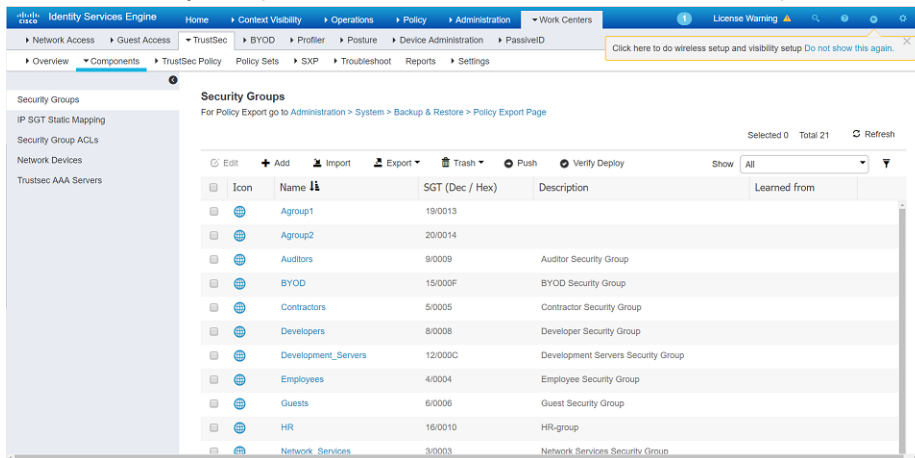 cisco Identity Services Engine Home Context Visibility Operations Policy Administration Work Centers 1 License Warning
Network Access Guest Access TrustSec BYOD Profiler Posture Device Administration PassiveID
Click here to do wireless setup and visibility setup Do not show this again.
Overview Components TrustSec Policy Policy Sets SXP Troubleshoot Reports Settings
Security Groups
IP SGT Static Mapping
Security Group ACLs
Network Devices
Trustsec AAA Servers
Security Groups
For Policy Export go to Administration > System > Backup & Restore > Policy Export Page
Selected 0 Total 21 Refresh
Edit Add Import Export Trash Push Verify Deploy Show All
Icon Name SGT (Dec / Hex) Description Learned from
Agroup1 19/0013
Agroup2 20/0014
Auditors 9/0009 Auditor Security Group
BYOD 15/000F BYOD Security Group
Contractors 5/0005 Contractor Security Group
Developers 8/0008 Developer Security Group
Development_Servers 12/000C Development Servers Security Group
Employees 4/0004 Employee Security Group
Guests 6/0006 Guest Security Group
HR 16/0010 HR-group
Network_Services 3/0003 Network Services Security Group